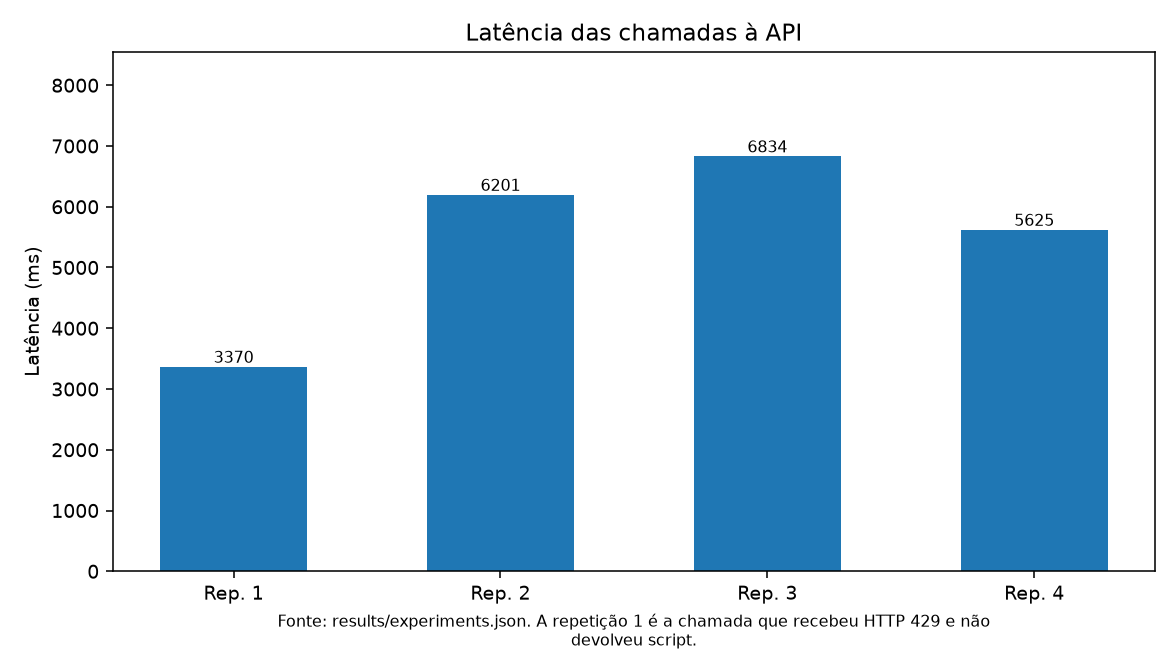 Latência das chamadas à API
Latência (ms)
8000
7000
6000
5000
4000
3000
2000
1000
0
3370
6201
6834
5625
Rep. 1
Rep. 2
Rep. 3
Rep. 4
Fonte: results/experiments.json. A repetição 1 é a chamada que recebeu HTTP 429 e não
devolveu script.